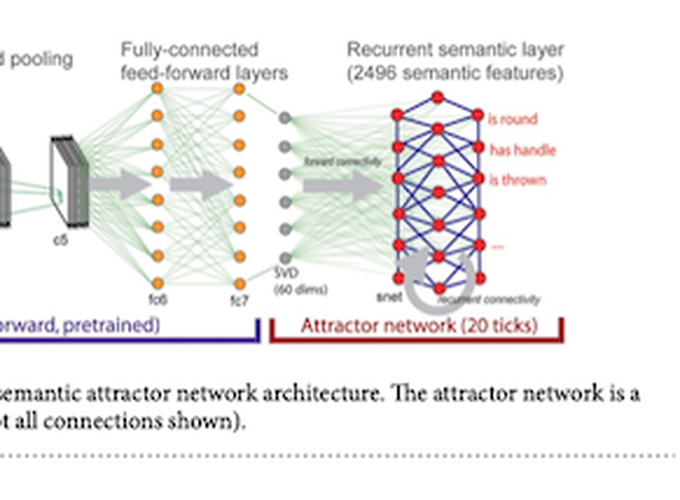 d pooling
Fully-connected
feed-forward layers
Recurrent semantic layer
(2496 semantic features)
is round
has handle
is thrown
...
forward connectivity
c5
fc6
fc7
SVD
(60 dims)
snet
recurrent connectivity
orward, pretrained)
Attractor network (20 ticks)
semantic attractor network architecture. The attractor network is a
ot all connections shown).